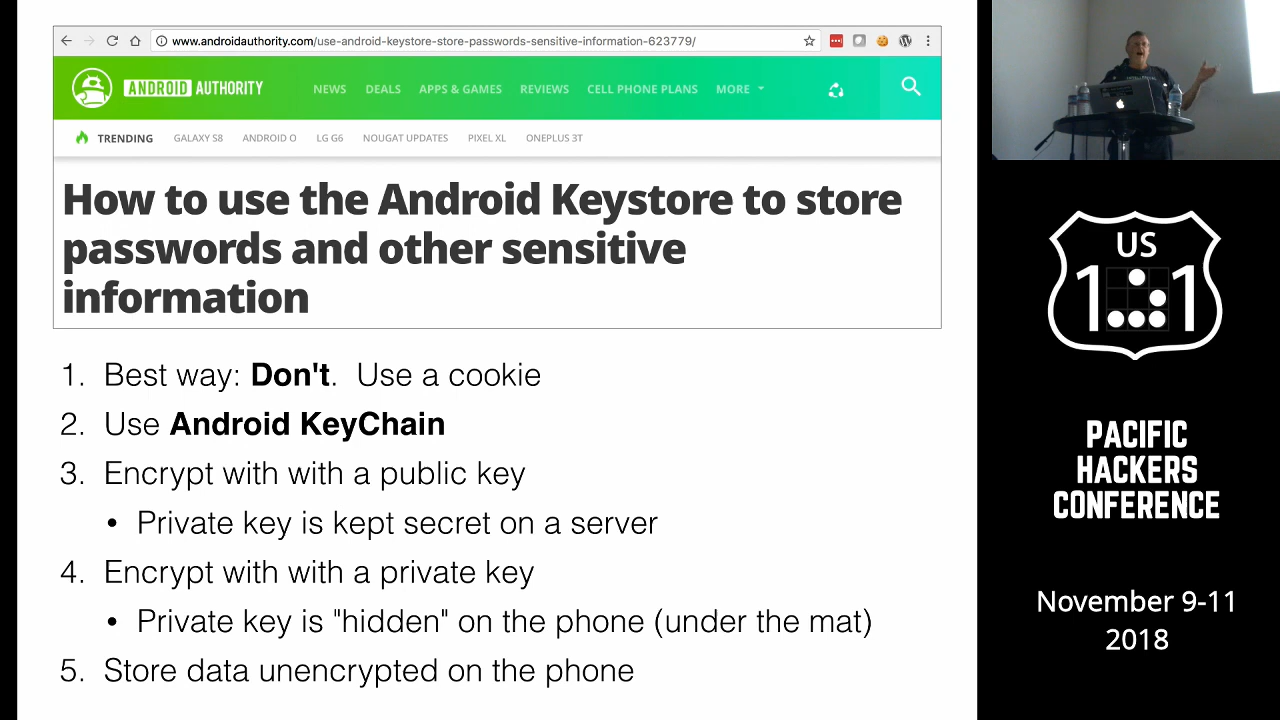 www.androidauthority.com/use-android-keystore-store-passwords-sensitive-information-623779/
ANDROID AUTHORITY
NEWS DEALS APPS & GAMES REVIEWS CELL PHONE PLANS MORE
TRENDING GALAXY S8 ANDROID O LG G6 NOUGAT UPDATES PIXEL XL ONEPLUS 3T
How to use the Android Keystore to store
passwords and other sensitive
information
1. Best way: Don't. Use a cookie
2. Use Android KeyChain
3. Encrypt with with a public key
• Private key is kept secret on a server
4. Encrypt with with a private key
• Private key is "hidden" on the phone (under the mat)
5. Store data unencrypted on the phone
US
1 1
PACIFIC
HACKERS
CONFERENCE
November 9-11
2018